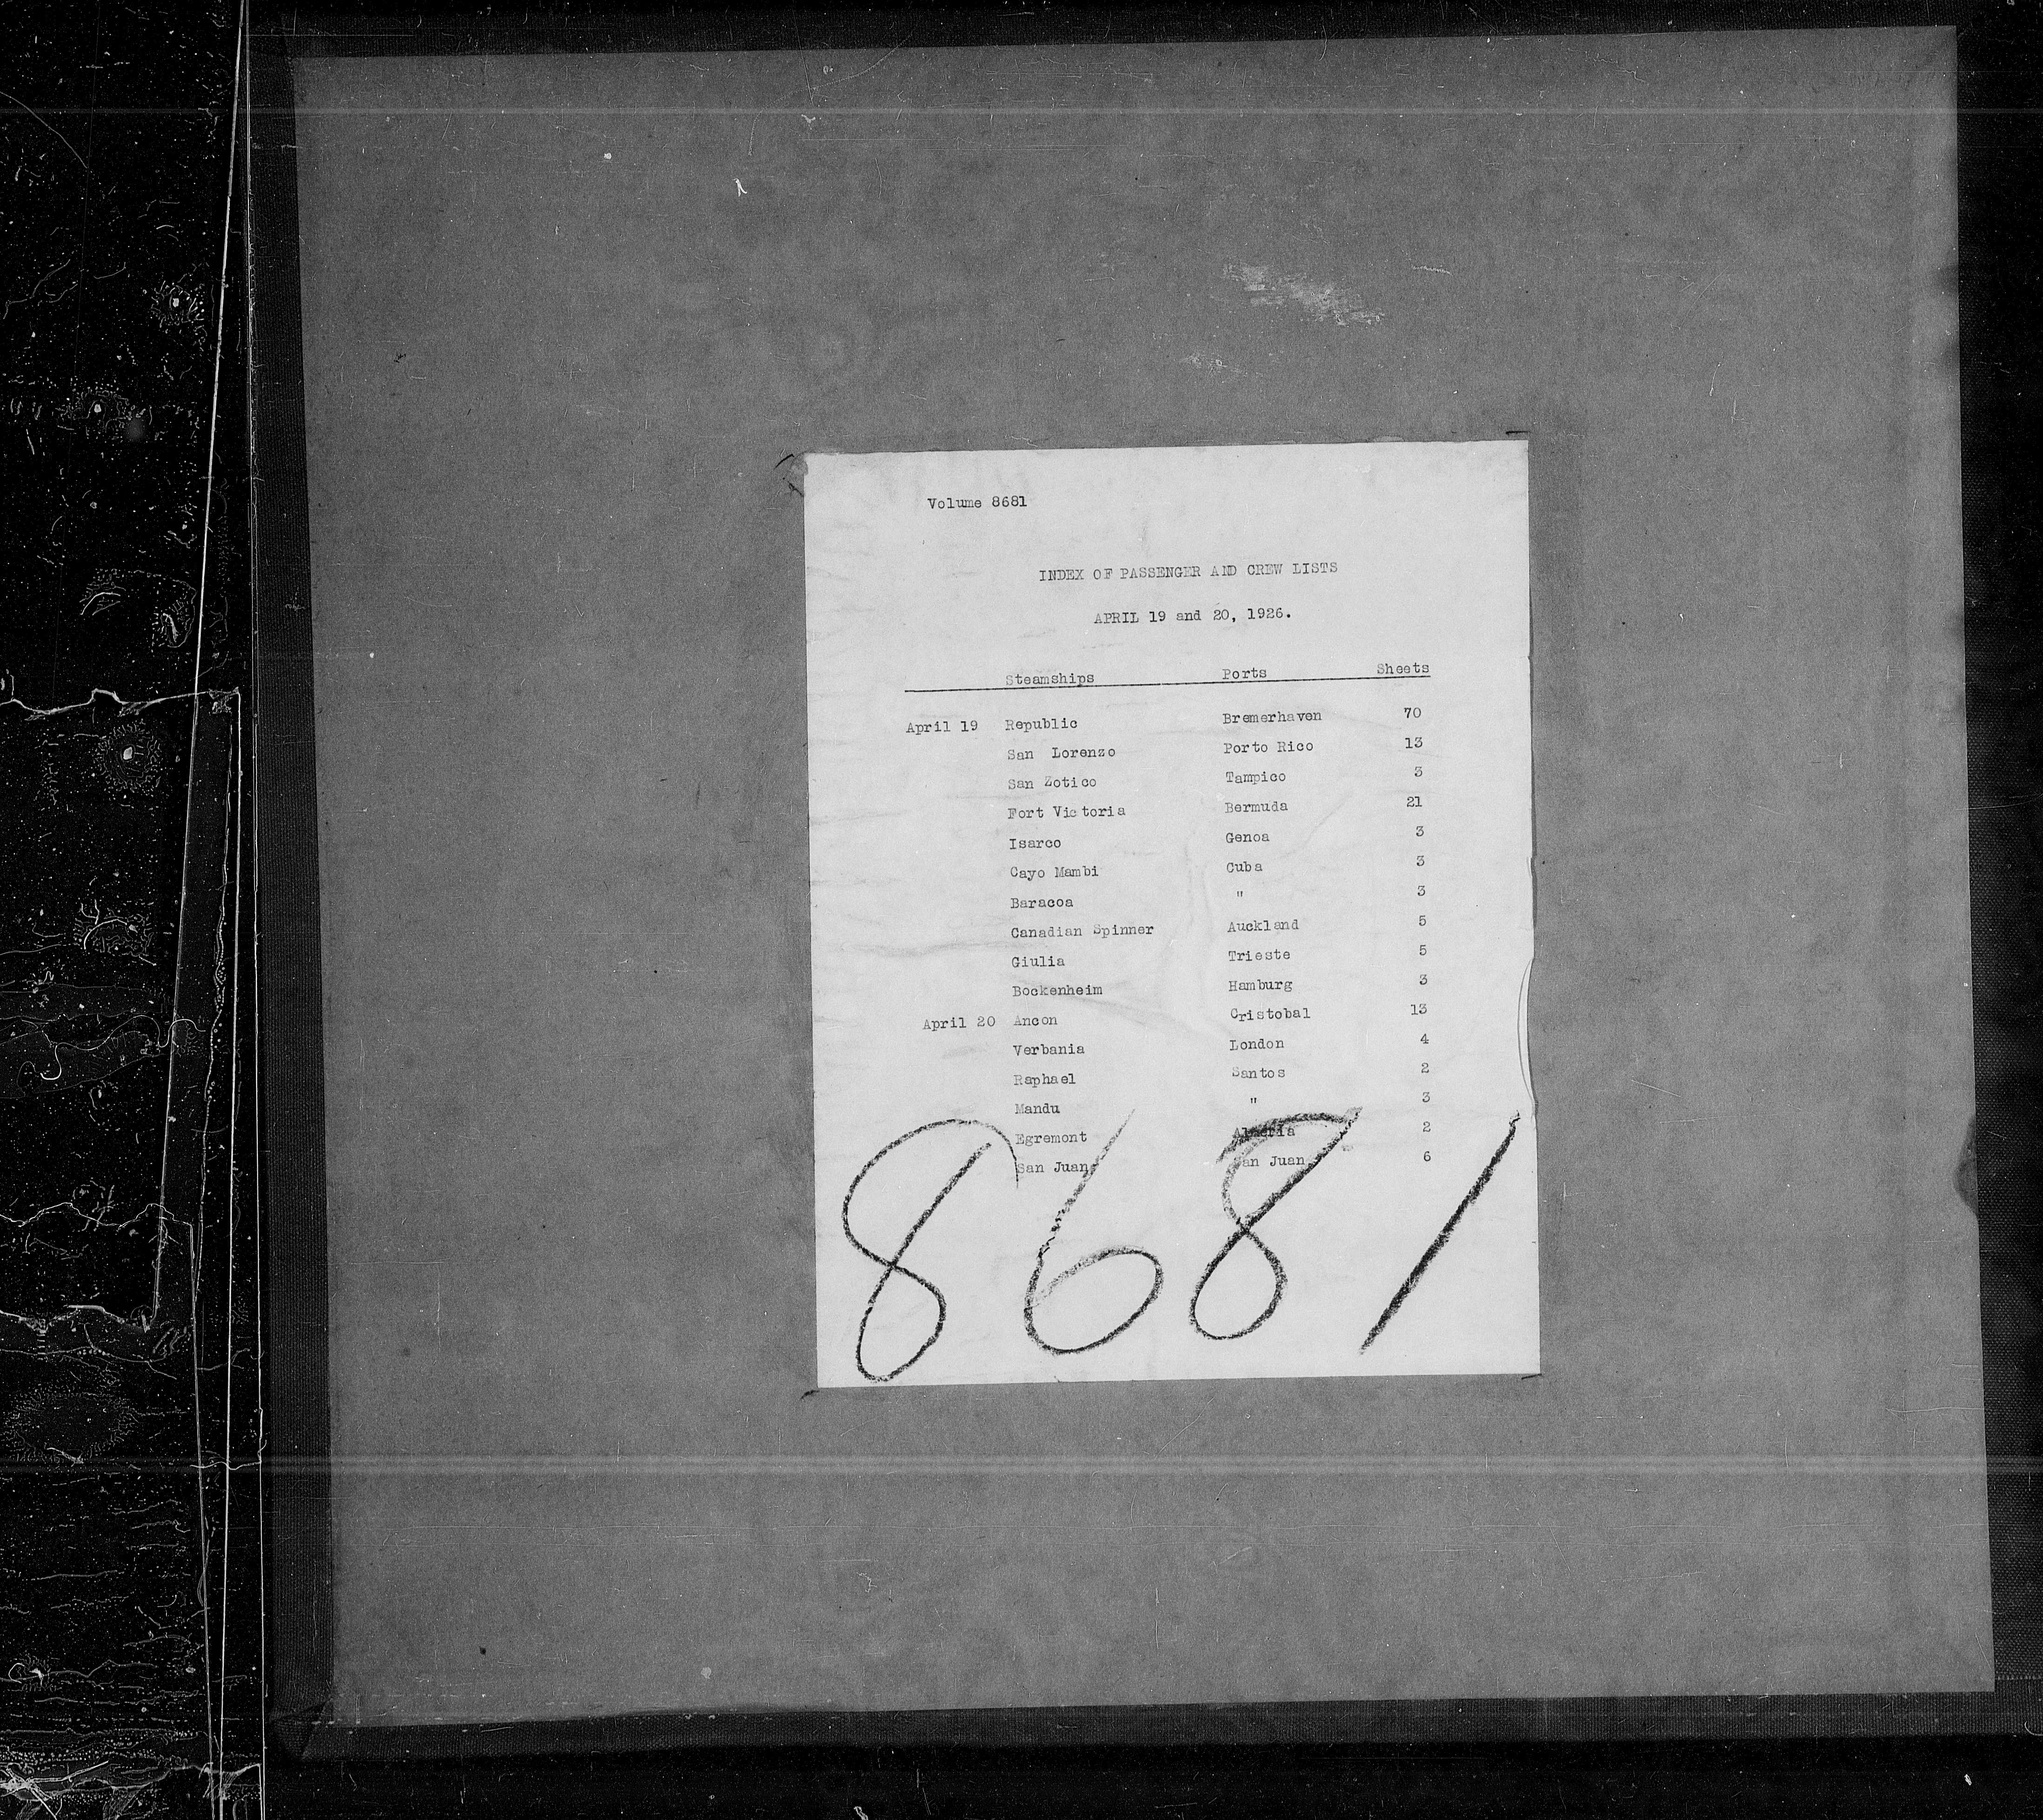 Volume 8681
INDEX OF PASSENGER AND CREW LISTS
APRIL 19 and 20, 1926.
Steamships Ports Sheets
April 19 Republic Bremerhaven 70
San Lorenzo Porto Rico 13
San Zotico Tampico 3
Fort Victoria Bermuda 21
Isarco Genoa 3
Cayo Mambi Cuba 3
Baracoa " 3
Canadian Spinner Auckland 5
Giulia Trieste 5
Bockenheim Hamburg 3
April 20 Ancon Cristobal 13
Verbania London 4
Raphael Santos 2
Mandu " 3
Egremont Almeria 2
San Juan San Juan 6
8681